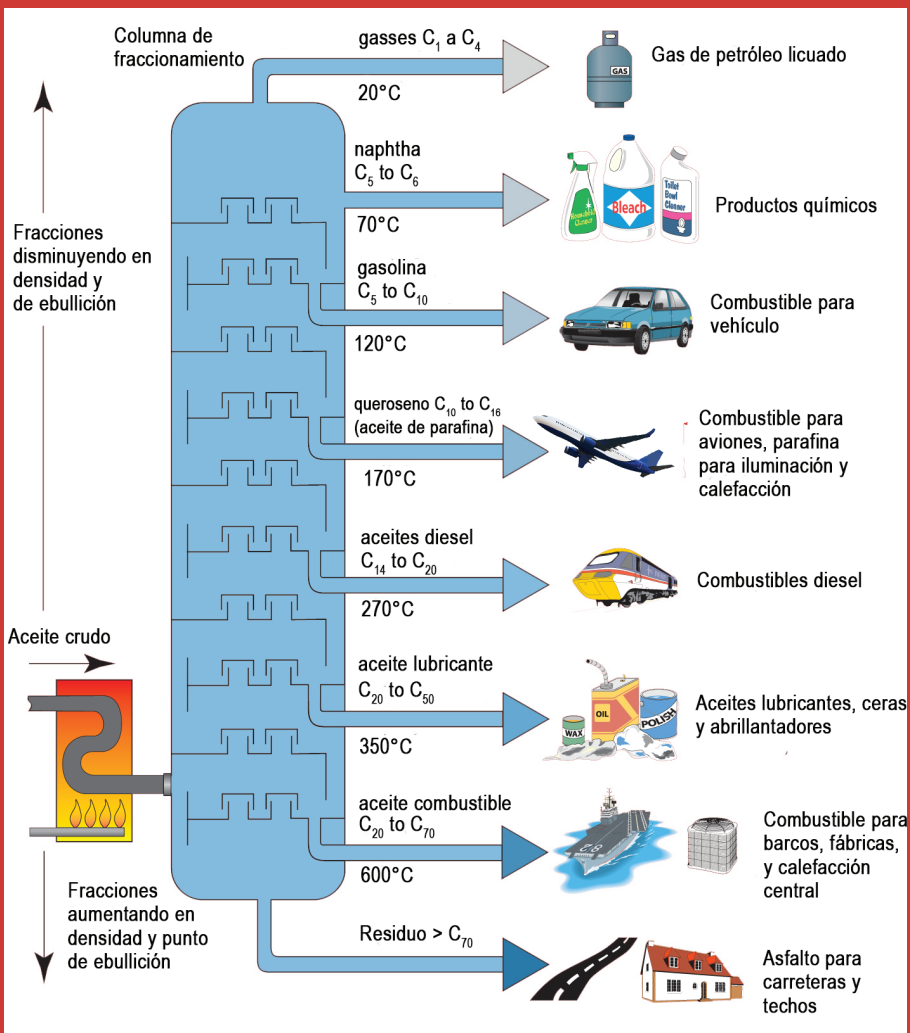 Columna de
fraccionamiento
gasses C₁ a C₄
20°C
GAS
Gas de petróleo licuado
naphtha
C₅ to C₆
70°C
Household
Cleaner
Bleach
Toilet
Bowl
Cleaner
Productos químicos
Fracciones
disminuyendo en
densidad y
de ebullición
gasolina
C₅ to C₁₀
120°C
Combustible para
vehículo
queroseno C₁₀ to C₁₆
(aceite de parafina)
170°C
Combustible para
aviones, parafina
para iluminación y
calefacción
aceites diesel
C₁₄ to C₂₀
270°C
Combustibles diesel
Aceite crudo
aceite lubricante
C₂₀ to C₅₀
350°C
WAX
OIL
POLISH
Aceites lubricantes, ceras
y abrillantadores
aceite combustible
C₂₀ to C₇₀
600°C
Combustible para
barcos, fábricas,
y calefacción
central
Fracciones
aumentando en
densidad y punto
de ebullición
Residuo > C₇₀
Asfalto para
carreteras y
techos